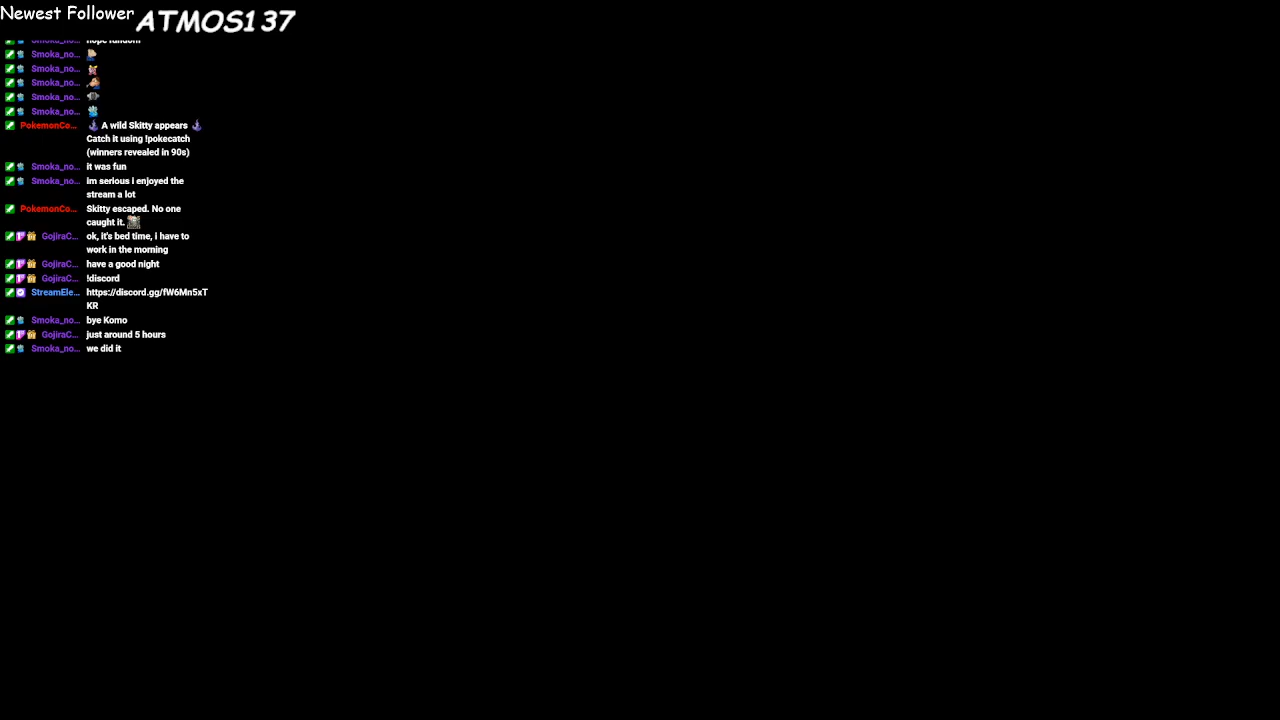 Newest Follower ATMOS137
Smoka_no...
Smoka_no...
Smoka_no...
Smoka_no...
Smoka_no...
Smoka_no...
PokemonCo... A wild Skitty appears
Catch it using !pokecatch
(winners revealed in 90s)
Smoka_no... it was fun
Smoka_no... im serious i enjoyed the
stream a lot
PokemonCo... Skitty escaped. No one
caught it.
GojiraC... ok, it's bed time, i have to
work in the morning
GojiraC... have a good night
GojiraC... !discord
StreamEle... https://discord.gg/fW6Mn5xT
KR
Smoka_no... bye Komo
GojiraC... just around 5 hours
Smoka_no... we did it